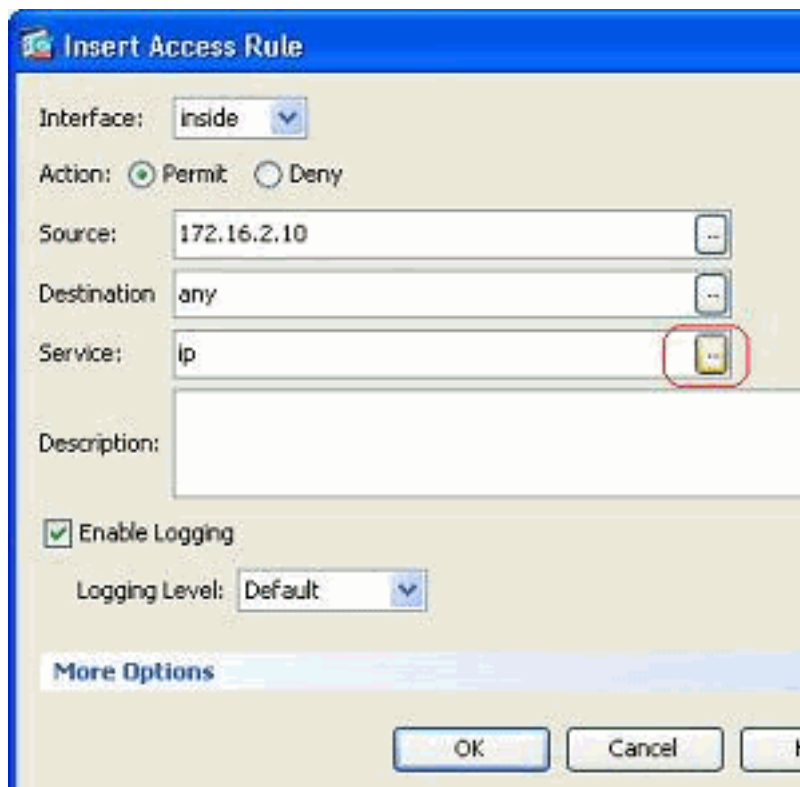 Insert Access Rule
Interface: inside
Action: Permit Deny
Source: 172.16.2.10 ...
Destination any ...
Service: ip ...
Description:
Enable Logging
Logging Level: Default
More Options
OK Cancel